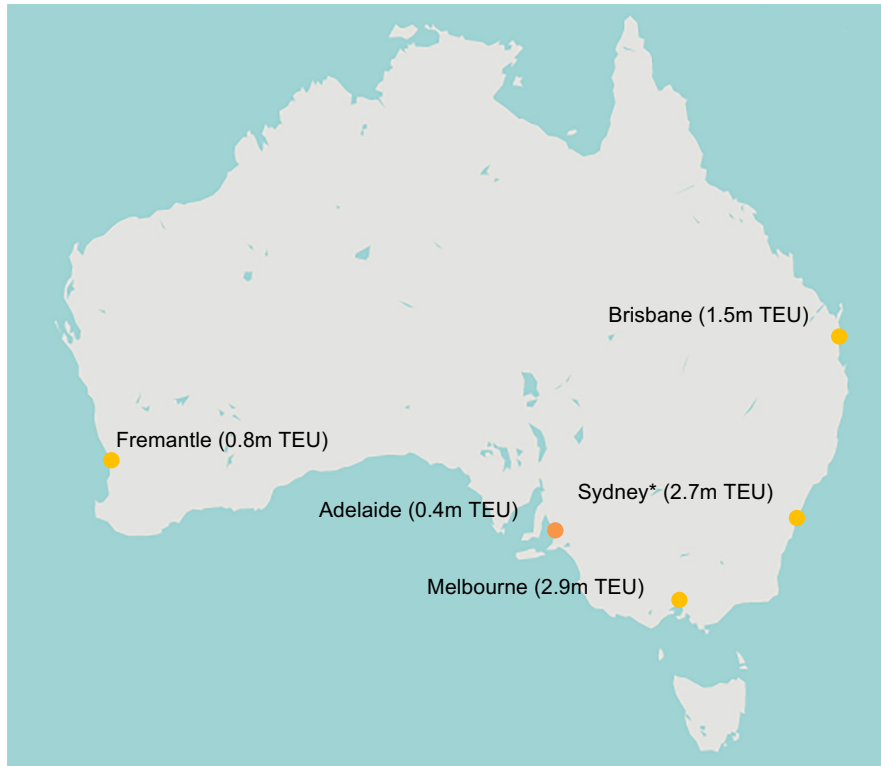 Brisbane (1.5m TEU)
Fremantle (0.8m TEU)
Sydney* (2.7m TEU)
Adelaide (0.4m TEU)
Melbourne (2.9m TEU)